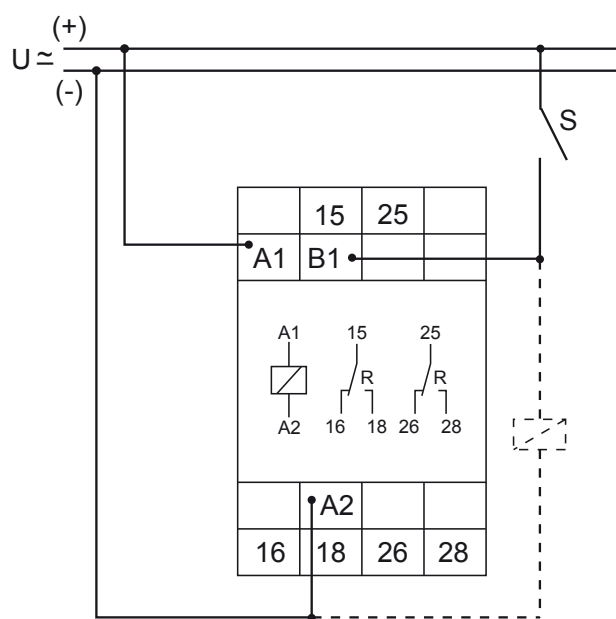 (+)
U ≃
(-)
S
15 25
A1 B1
A1 15 25
R R
A2 16 18 26 28
A2
16 18 26 28